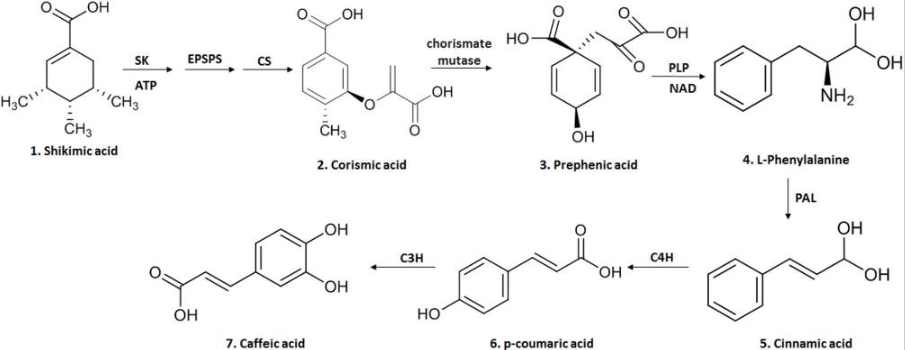 O
OH
H3C
CH3
CH3
1. Shikimic acid
SK
ATP
EPSPS
CS
O
OH
O
OH
O
CH3
2. Corismic acid
chorismate
mutase
O
HO
O
OH
O
OH
3. Prephenic acid
PLP
NAD
OH
OH
NH2
4. L-Phenylalanine
PAL
OH
OH
5. Cinnamic acid
C4H
O
OH
HO
6. p-coumaric acid
C3H
OH
OH
O
OH
7. Caffeic acid